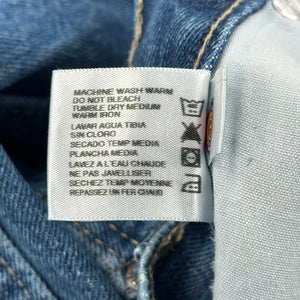 MACHINE WASH WARM
DO NOT BLEACH
TUMBLE DRY MEDIUM
WARM IRON
LAVAR AGUA TIBIA
SIN CLORO
SECADO TEMP MEDIA
PLANCHA MEDIA
LAVEZ A L'EAU CHAUDE
NE PAS JAVELLISER
SECHEZ TEMP MOYENNE
REPASSEZ UN FER CHAUD